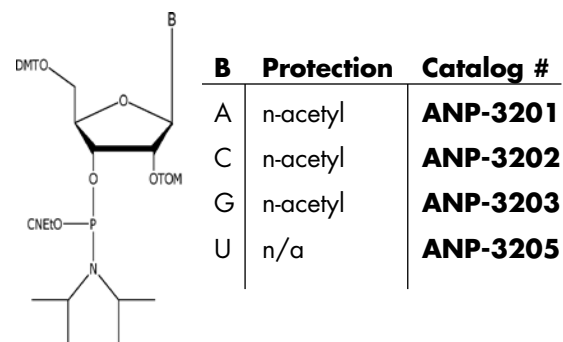 B
DMTO
O
O
OTOM
CNEtO
P
N
B Protection Catalog #
A n-acetyl ANP-3201
C n-acetyl ANP-3202
G n-acetyl ANP-3203
U n/a ANP-3205